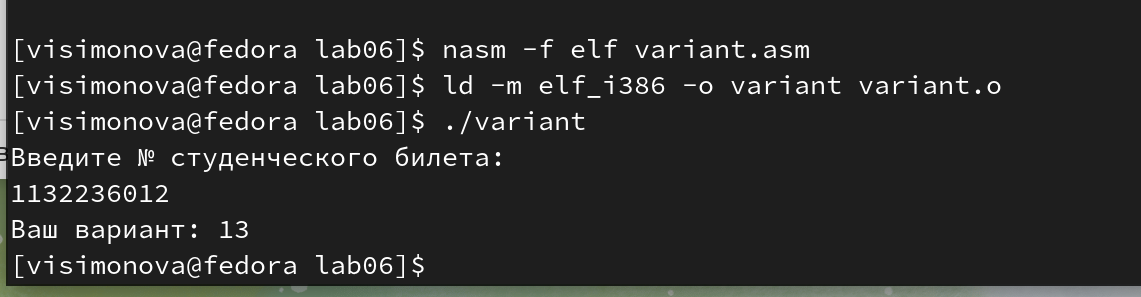 [visimonova@fedora lab06]$ nasm -f elf variant.asm
[visimonova@fedora lab06]$ ld -m elf_i386 -o variant variant.o
[visimonova@fedora lab06]$ ./variant
Введите № студенческого билета:
1132236012
Ваш вариант: 13
[visimonova@fedora lab06]$